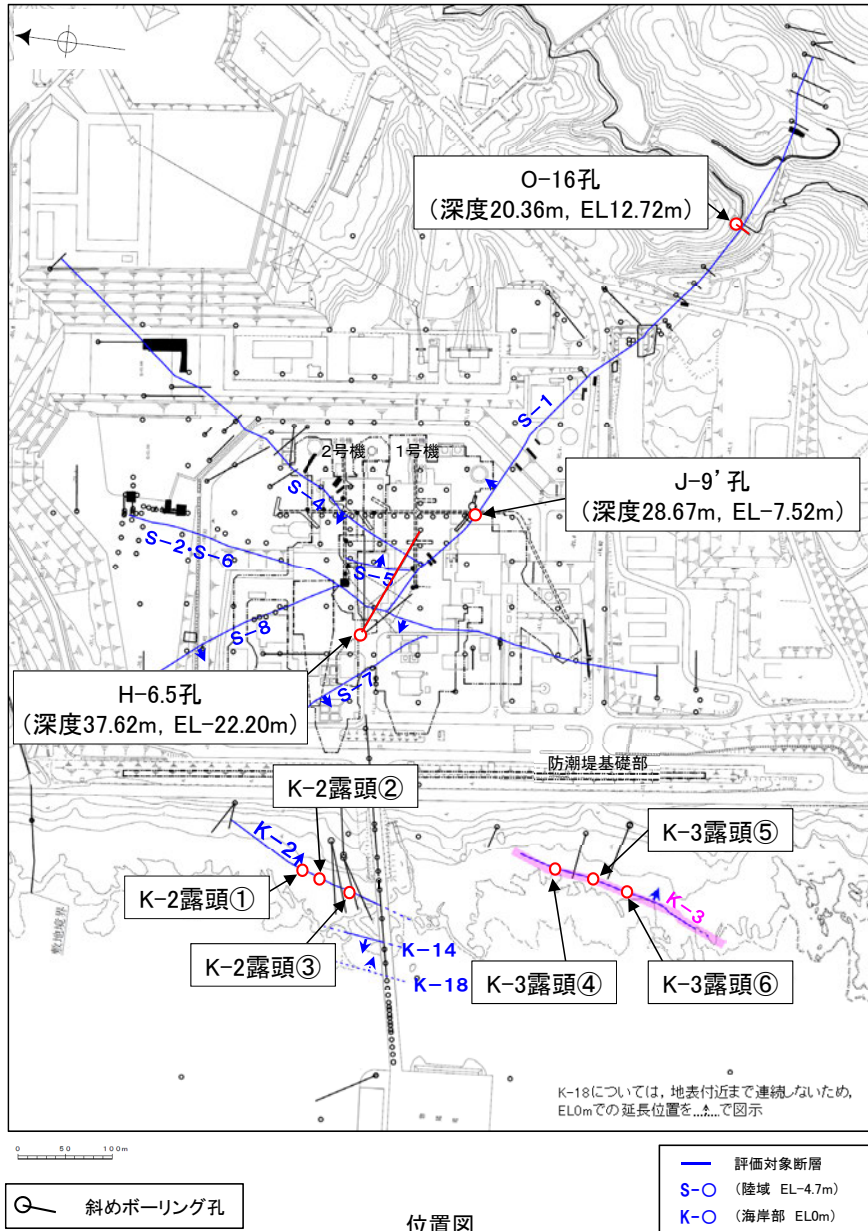 O-16孔
(深度20.36m, EL12.72m)
S-1
2号機
1号機
S-4
J-9’孔
(深度28.67m, EL-7.52m)
S-2・S-6
S-5
S-8
S-7
H-6.5孔
(深度37.62m, EL-22.20m)
防潮堤基礎部
K-2露頭②
K-3露頭⑤
K-2
K-2露頭①
K-3
敷地境界
K-2露頭③
K-14
K-3露頭④
K-3露頭⑥
K-18
K-18については，地表付近まで連続しないため，
EL0mでの延長位置を で図示
0 50 100m
斜めボーリング孔
位置図
評価対象断層
S-○ (陸域 EL-4.7m)
K-○ (海岸部 EL0m)